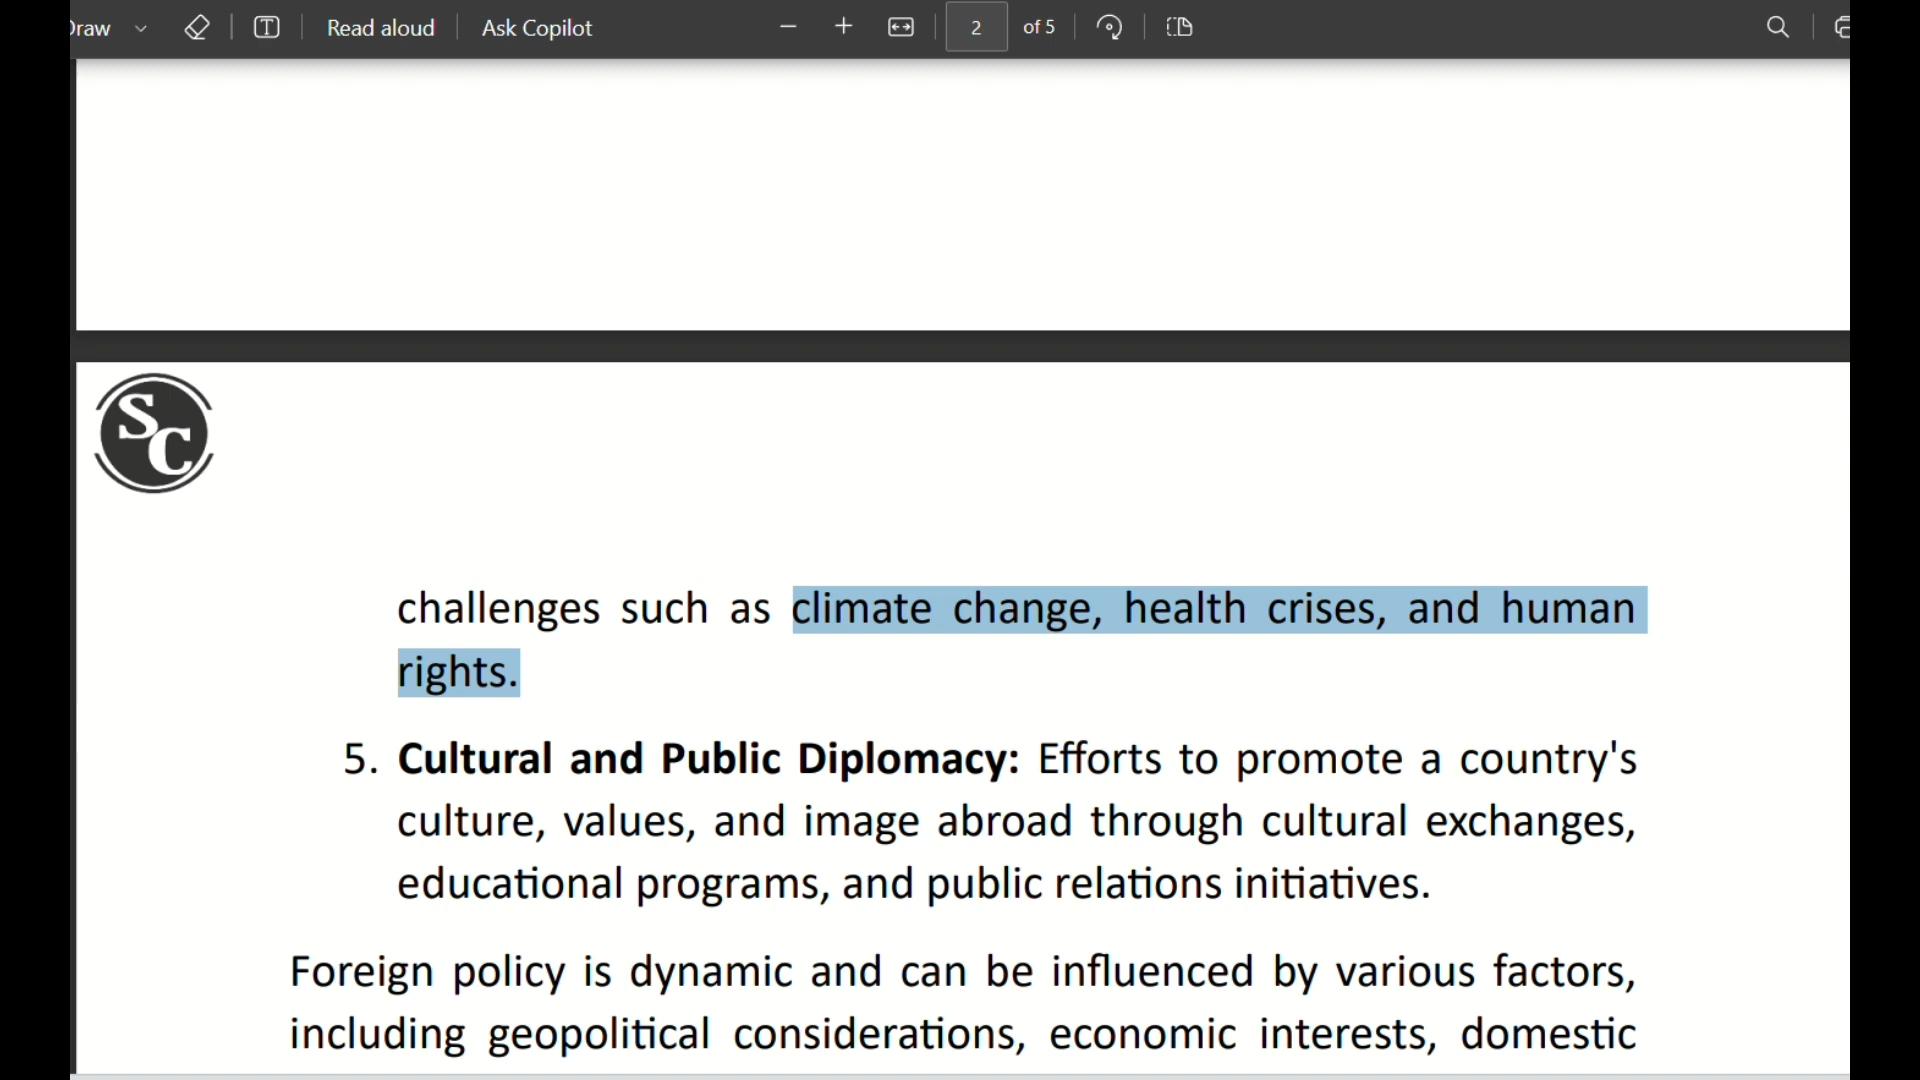 Draw Read aloud Ask Copilot 2 of 5
SC
challenges such as climate change, health crises, and human
rights.
5. Cultural and Public Diplomacy: Efforts to promote a country's
culture, values, and image abroad through cultural exchanges,
educational programs, and public relations initiatives.
Foreign policy is dynamic and can be influenced by various factors,
including geopolitical considerations, economic interests, domestic